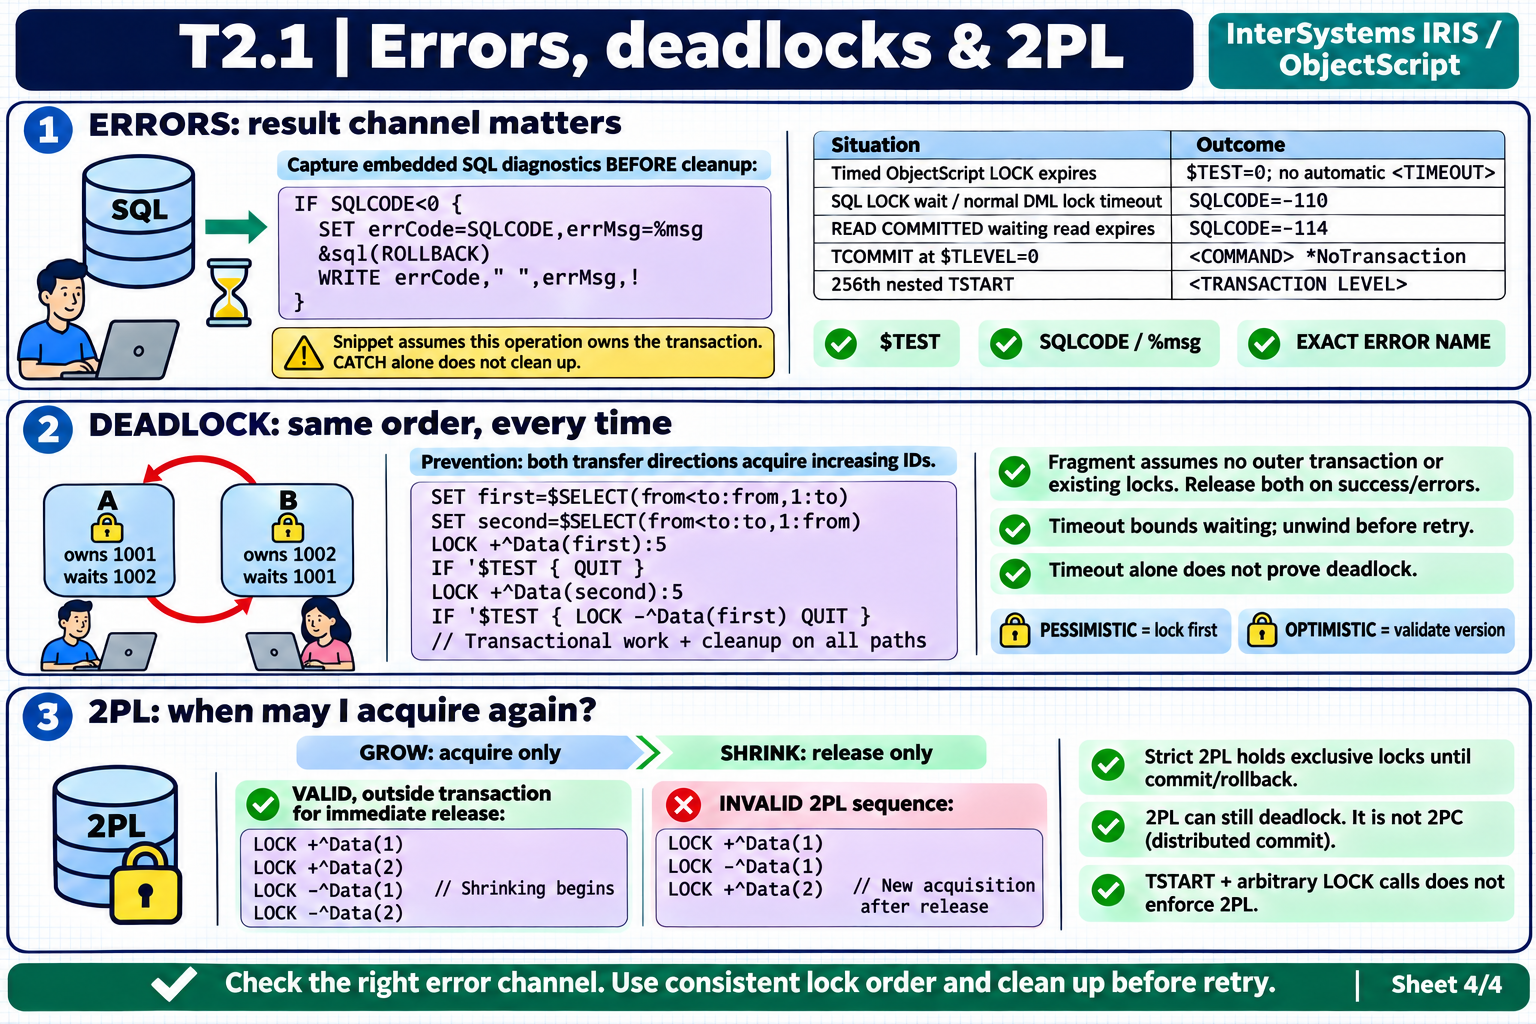 T2.1 | Errors, deadlocks & 2PL
InterSystems IRIS /
ObjectScript
1
ERRORS: result channel matters
SQL
Capture embedded SQL diagnostics BEFORE cleanup:
IF SQLCODE<0 {
SET errCode=SQLCODE,errMsg=%msg
&sql(ROLLBACK)
WRITE errCode," ",errMsg,!
}
Snippet assumes this operation owns the transaction.
CATCH alone does not clean up.
Situation Outcome
Timed ObjectScript LOCK expires $TEST=0; no automatic <TIMEOUT>
SQL LOCK wait / normal DML lock timeout SQLCODE=-110
READ COMMITTED waiting read expires SQLCODE=-114
TCOMMIT at $TLEVEL=0 <COMMAND> *NoTransaction
256th nested TSTART <TRANSACTION LEVEL>
$TEST
SQLCODE / %msg
EXACT ERROR NAME
2
DEADLOCK: same order, every time
A
owns 1001
waits 1002
B
owns 1002
waits 1001
Prevention: both transfer directions acquire increasing IDs.
SET first=$SELECT(from<to:from,1:to)
SET second=$SELECT(from<to:to,1:from)
LOCK +^Data(first):5
IF '$TEST { QUIT }
LOCK +^Data(second):5
IF '$TEST { LOCK -^Data(first) QUIT }
// Transactional work + cleanup on all paths
Fragment assumes no outer transaction or
existing locks. Release both on success/errors.
Timeout bounds waiting; unwind before retry.
Timeout alone does not prove deadlock.
PESSIMISTIC = lock first
OPTIMISTIC = validate version
3
2PL: when may I acquire again?
2PL
GROW: acquire only
SHRINK: release only
VALID, outside transaction
for immediate release:
LOCK +^Data(1)
LOCK +^Data(2)
LOCK -^Data(1) // Shrinking begins
LOCK -^Data(2)
INVALID 2PL sequence:
LOCK +^Data(1)
LOCK -^Data(1)
LOCK +^Data(2) // New acquisition
after release
Strict 2PL holds exclusive locks until
commit/rollback.
2PL can still deadlock. It is not 2PC
(distributed commit).
TSTART + arbitrary LOCK calls does not
enforce 2PL.
Check the right error channel. Use consistent lock order and clean up before retry.
| Sheet 4/4